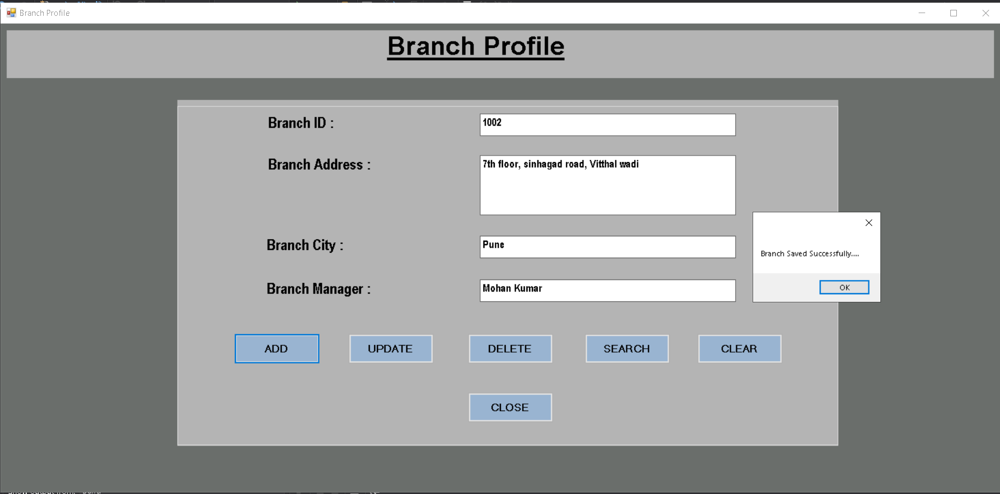 Branch Profile
Branch Profile
Branch ID :
1002
Branch Address :
7th floor, sinhagad road, Vitthal wadi
Branch City :
Pune
Branch Manager :
Mohan Kumar
Branch Saved Successfully....
OK
ADD
UPDATE
DELETE
SEARCH
CLEAR
CLOSE